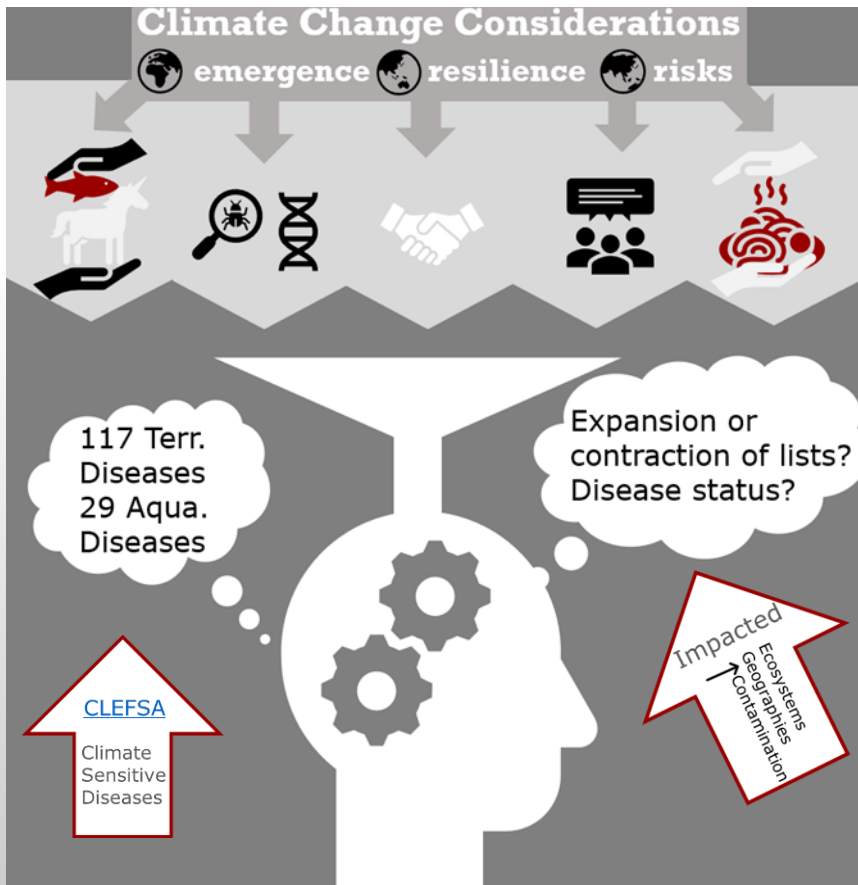 Climate Change Considerations
emergence resilience risks
117 Terr.
Diseases
29 Aqua.
Diseases
Expansion or
contraction of lists?
Disease status?
CLEFSA
Climate
Sensitive
Diseases
Impacted
Ecosystems
Geographies
Contamination